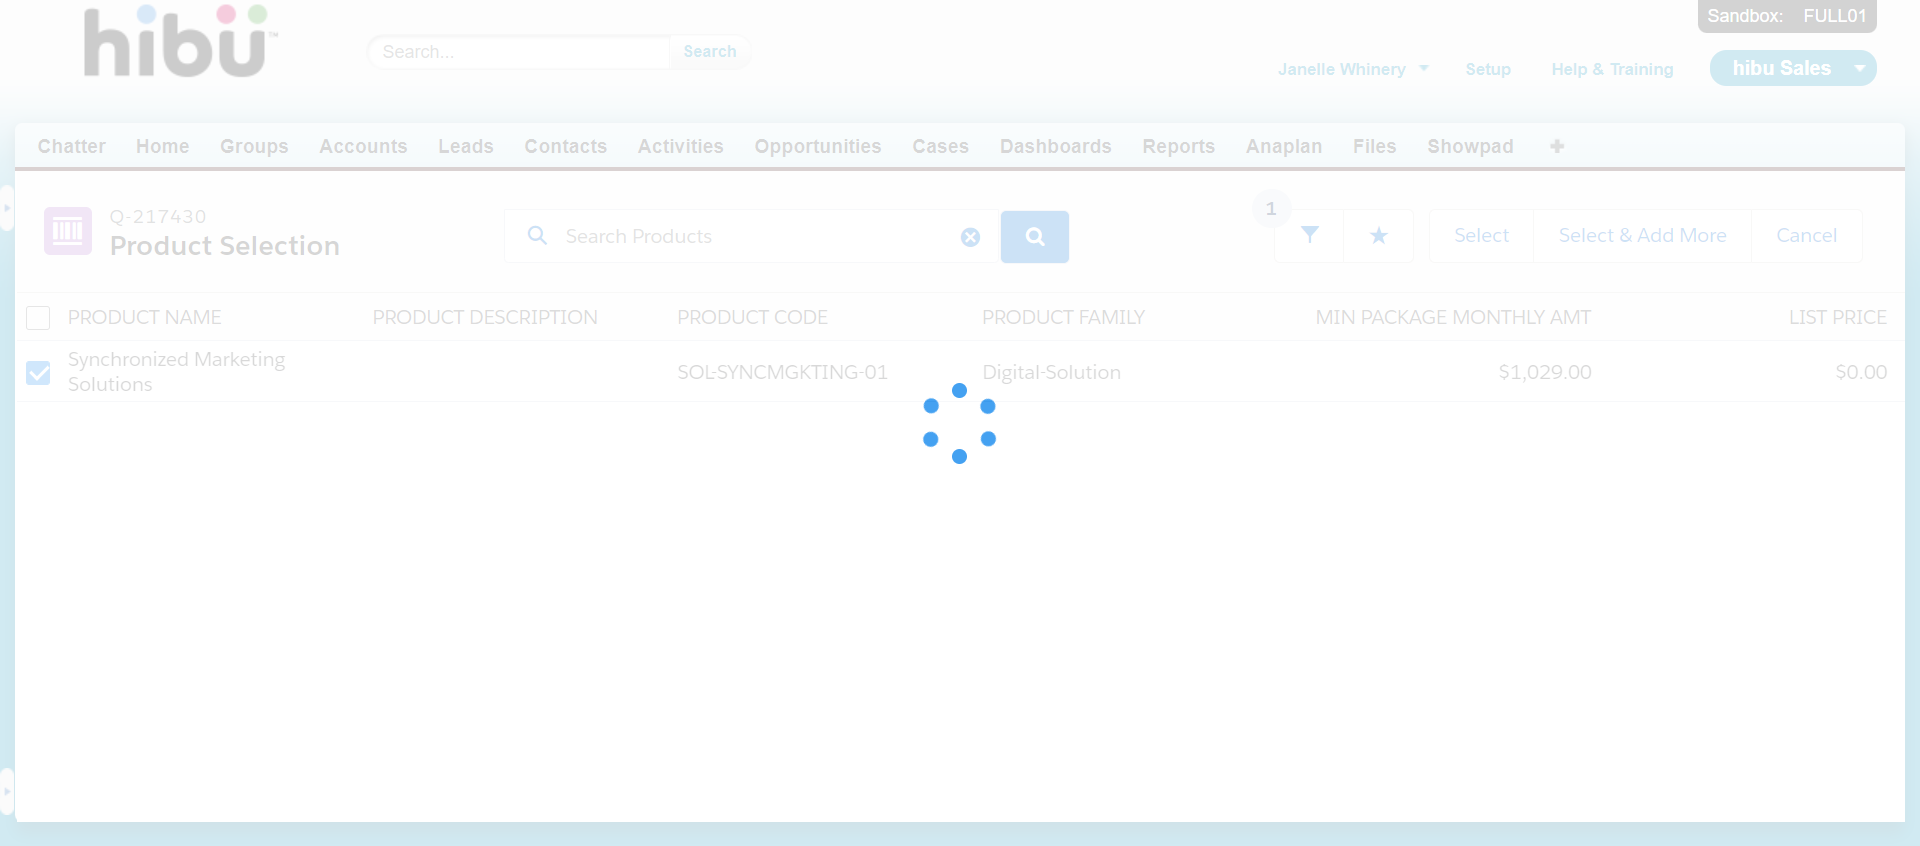 hibü™
Search...
Search
Sandbox: FULL01
Janelle Whinery
Setup
Help & Training
hibu Sales
Chatter Home Groups Accounts Leads Contacts Activities Opportunities Cases Dashboards Reports Anaplan Files Showpad
Q-217430
Product Selection
Search Products
1
Select
Select & Add More
Cancel
PRODUCT NAME PRODUCT DESCRIPTION PRODUCT CODE PRODUCT FAMILY MIN PACKAGE MONTHLY AMT LIST PRICE
Synchronized Marketing
Solutions
SOL-SYNCMGKTING-01 Digital-Solution $1,029.00 $0.00